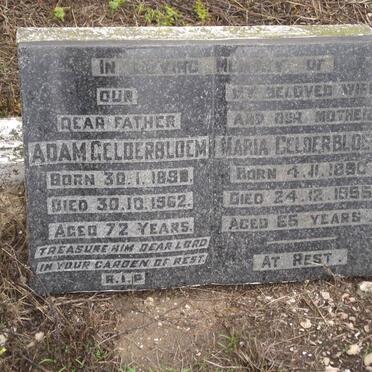 IN LOVING MEMORY OF
OUR
DEAR FATHER
ADAM GELDERBLOEM
BORN 30.1.1890
DIED 30.10.1962.
AGED 72 YEARS.
TREASURE HIM DEAR LORD
IN YOUR GARDEN OF REST.
R.I.P
MY BELOVED WIFE
AND OUR MOTHER
MARIA GELDERBLOE
BORN 4.11.1890
DIED 24.12.1955
AGED 65 YEARS
AT REST.